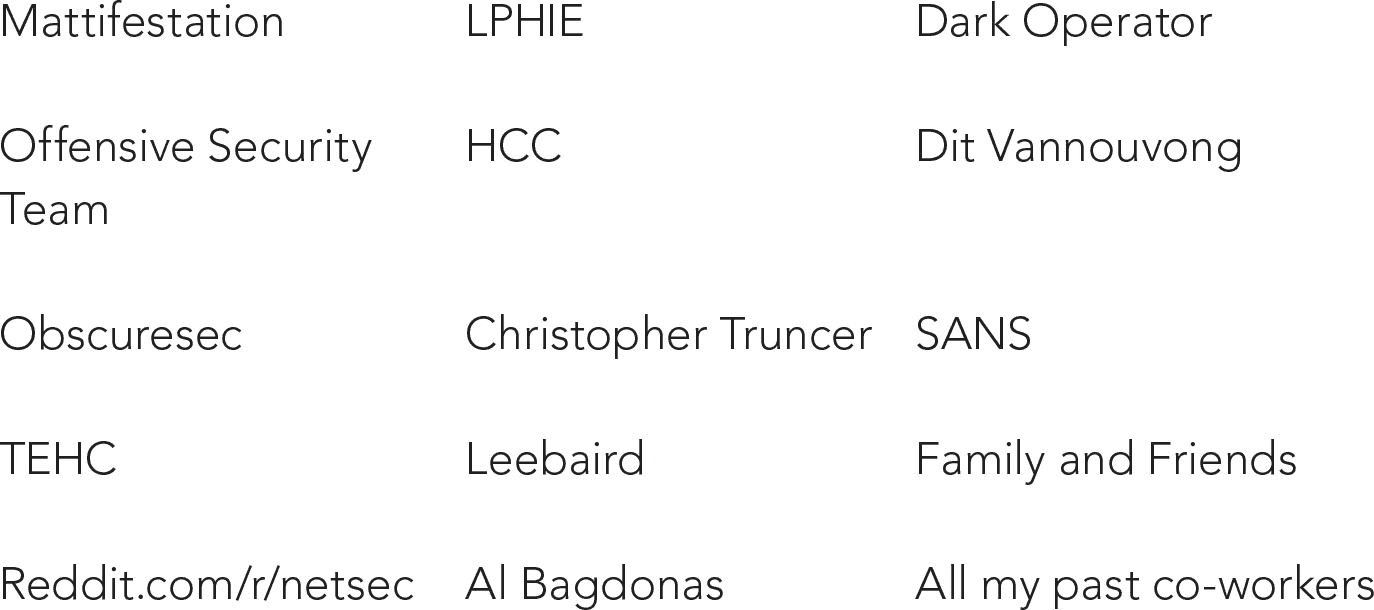 Mattifestation LPHIE Dark Operator
Offensive Security HCC Dit Vannouvong
Team
Obscuresec Christopher Truncer SANS
TEHC Leebaird Family and Friends
Reddit.com/r/netsec Al Bagdonas All my past co-workers